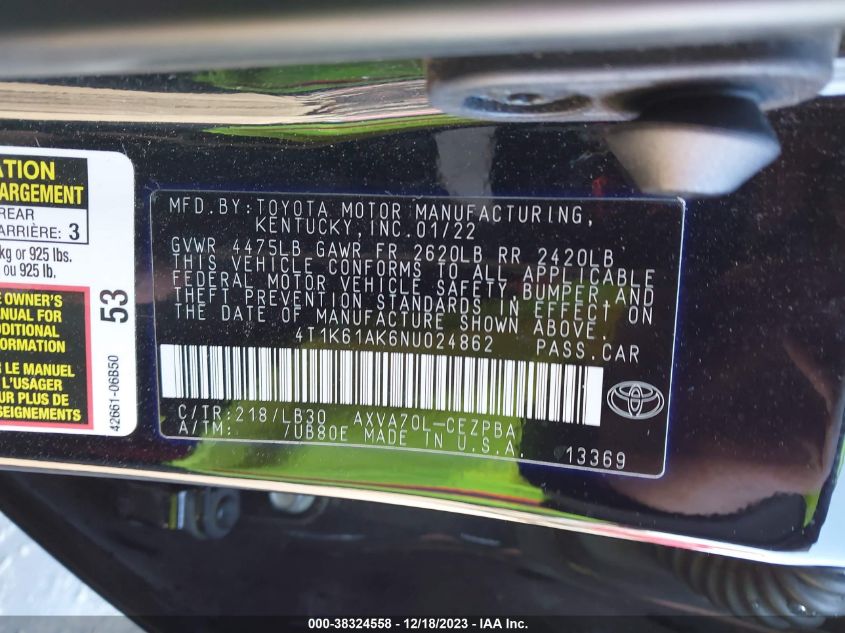 ATION
ARGEMENT
REAR
ARRIÈRE: 3
kg or 925 lbs.
ou 925 lb.
OWNER'S
MANUAL FOR
ADDITIONAL
LE MANUEL
L'USAGER
UR PLUS DE
SEIGNEMENTS
53
42661-06B50
MFD. BY: TOYOTA MOTOR MANUFACTURING,
KENTUCKY, INC. 01/22
GVWR 4475LB GAWR FR 2620LB RR 2420LB
THIS VEHICLE CONFORMS TO ALL APPLICABLE
FEDERAL MOTOR VEHICLE SAFETY, BUMPER, AND
THEFT PREVENTION STANDARDS IN EFFECT ON
THE DATE OF MANUFACTURE SHOWN ABOVE.
4T1K61AK6NU024862 PASS. CAR
C/TR: 218/LB30 AXVA70L-CEZPBA
A/TM: /UB80E MADE IN U.S.A. 13369
000-38324558 - 12/18/2023 - IAA Inc.